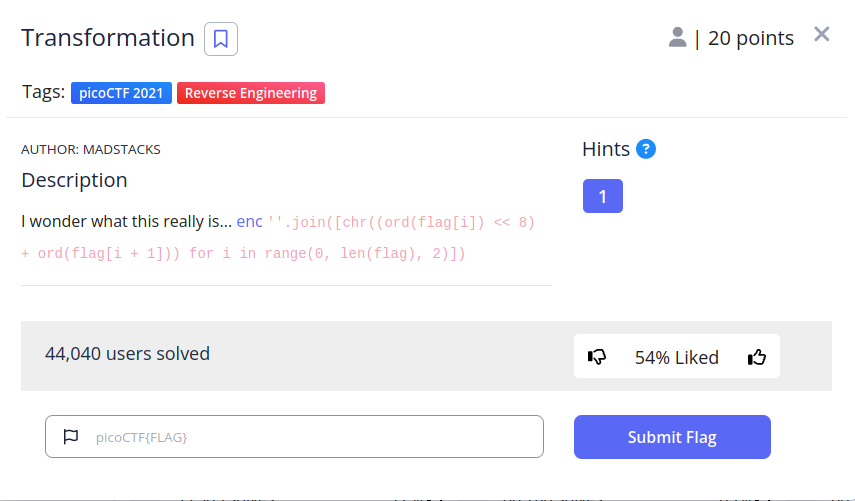 Transformation
| 20 points
Tags: picoCTF 2021 Reverse Engineering
AUTHOR: MADSTACKS
Hints ?
Description
1
I wonder what this really is... enc ''.join([chr((ord(flag[i]) << 8)
+ ord(flag[i + 1])) for i in range(0, len(flag), 2)])
44,040 users solved
54% Liked
picoCTF{FLAG}
Submit Flag